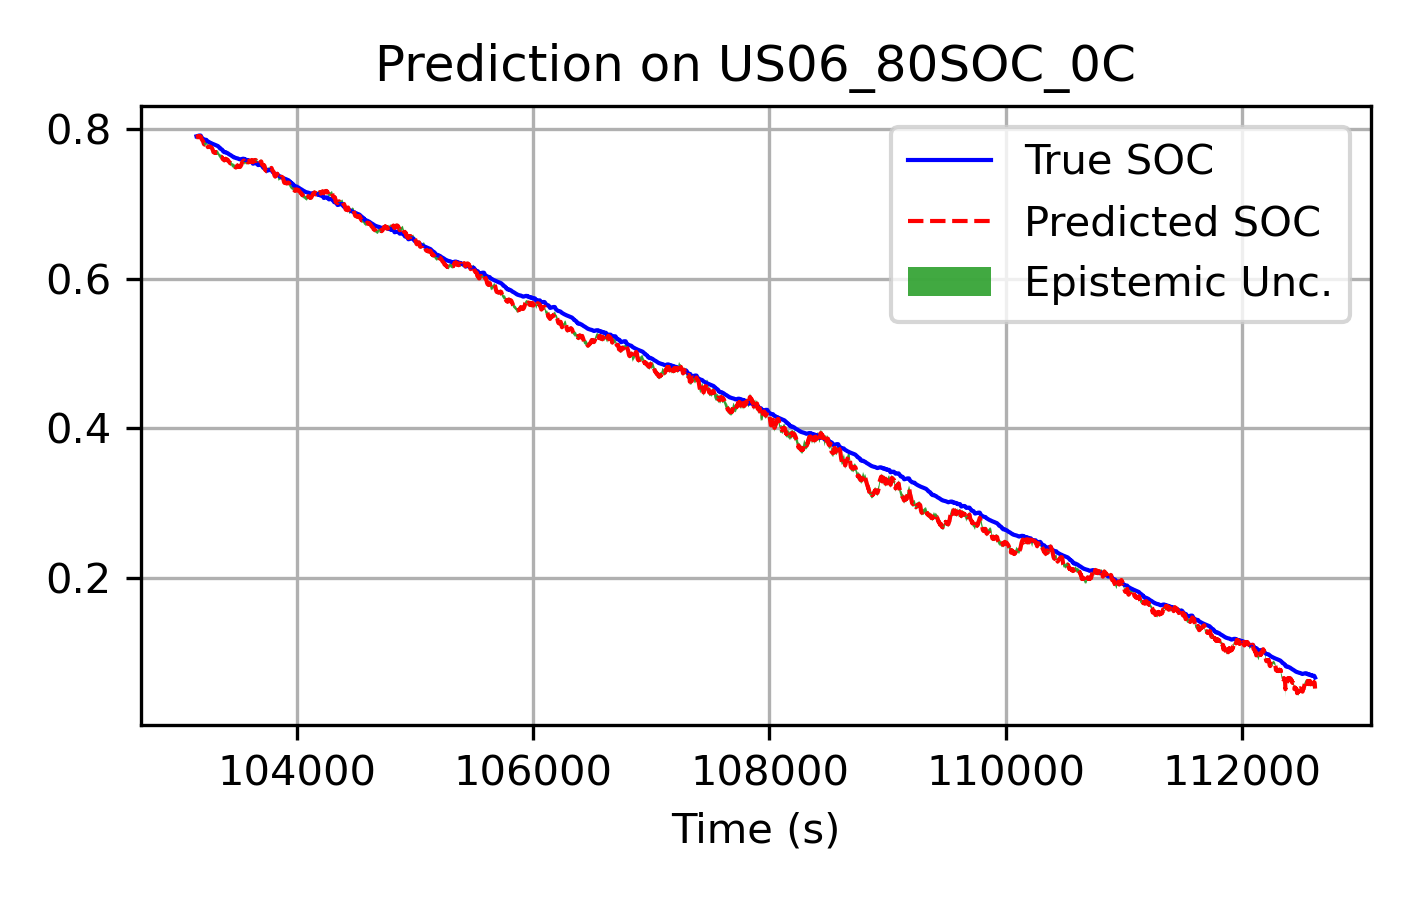 Prediction on US06_80SOC_0C
True SOC
Predicted SOC
Epistemic Unc.
0.8
0.6
0.4
0.2
104000 106000 108000 110000 112000
Time (s)